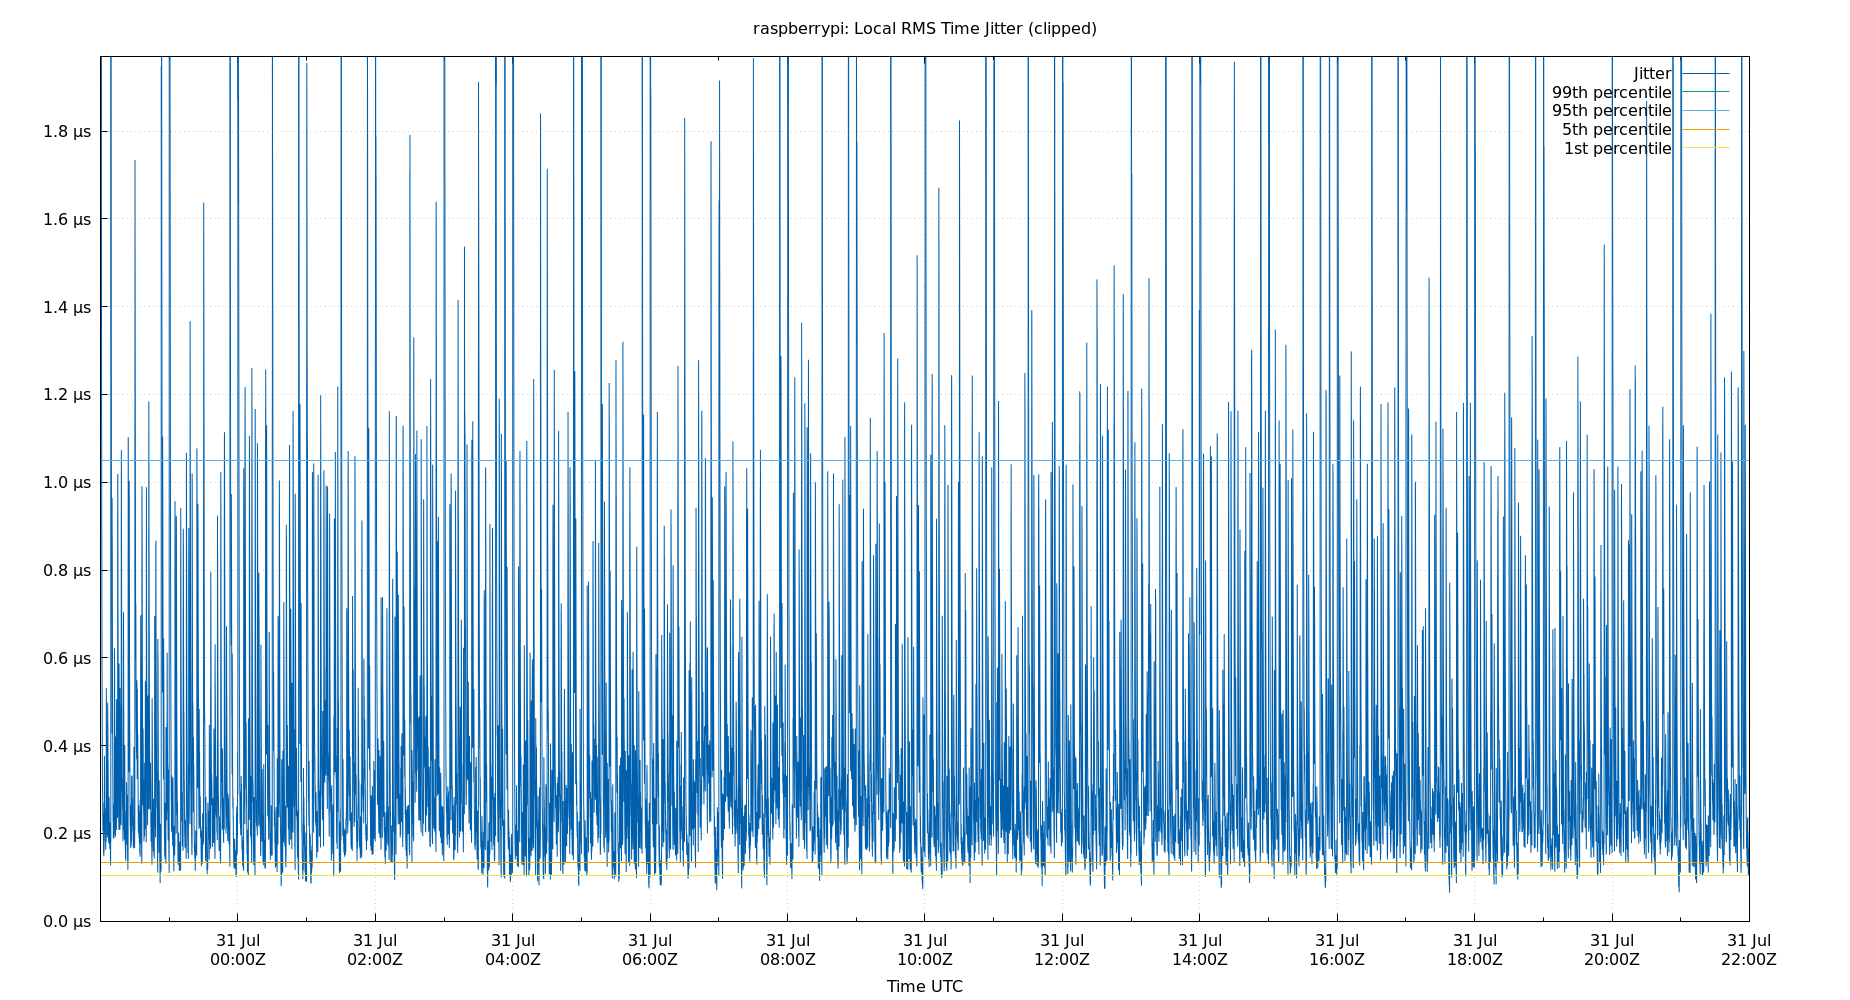 raspberrypi: Local RMS Time Jitter (clipped)
Jitter
99th percentile
95th percentile
5th percentile
1st percentile
1.8 µs
1.6 µs
1.4 µs
1.2 µs
1.0 µs
0.8 µs
0.6 µs
0.4 µs
0.2 µs
0.0 µs
31 Jul 31 Jul 31 Jul 31 Jul 31 Jul 31 Jul 31 Jul 31 Jul 31 Jul 31 Jul 31 Jul 31 Jul
00:00Z 02:00Z 04:00Z 06:00Z 08:00Z 10:00Z 12:00Z 14:00Z 16:00Z 18:00Z 20:00Z 22:00Z
Time UTC